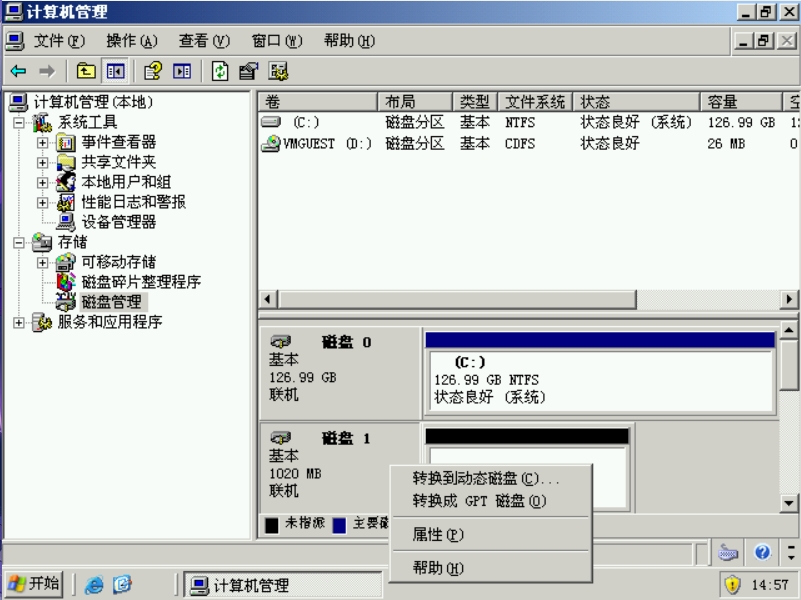 计算机管理
文件(F) 操作(A) 查看(V) 窗口(W) 帮助(H)
计算机管理(本地)
系统工具
事件查看器
共享文件夹
本地用户和组
性能日志和警报
设备管理器
存储
可移动存储
磁盘碎片整理程序
磁盘管理
服务和应用程序
卷 布局 类型 文件系统 状态 容量
(C:) 磁盘分区 基本 NTFS 状态良好 (系统) 126.99 GB
VMGUEST (D:) 磁盘分区 基本 CDFS 状态良好 26 MB 0
磁盘 0
基本
126.99 GB
联机
(C:)
126.99 GB NTFS
状态良好 (系统)
磁盘 1
基本
1020 MB
联机
未指派 主要磁
转换到动态磁盘(C)...
转换成 GPT 磁盘(O)
属性(P)
帮助(H)
开始 计算机管理 14:57